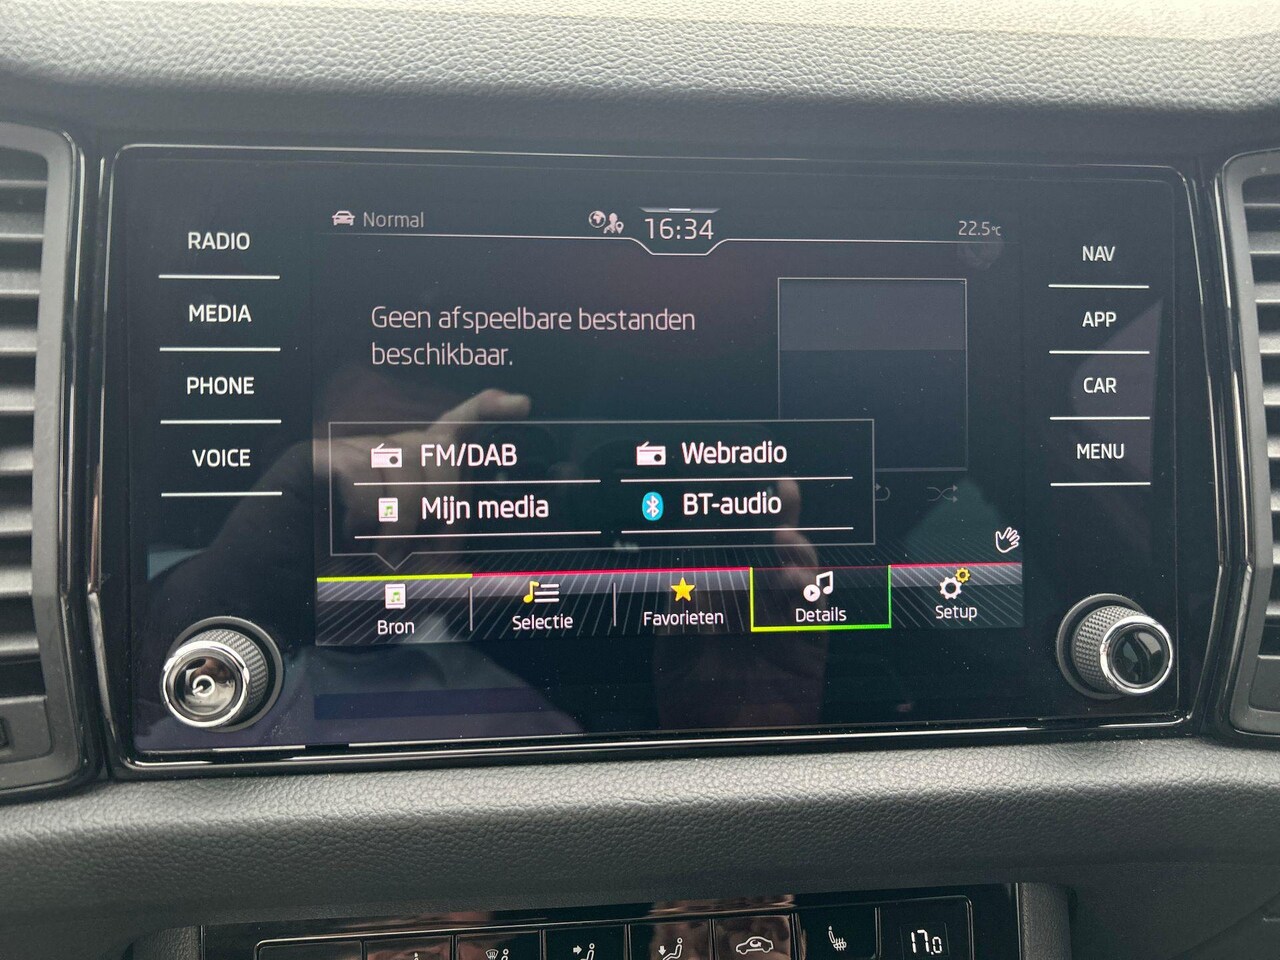 Normal
16:34
22.5°C
RADIO
MEDIA
PHONE
VOICE
NAV
APP
CAR
MENU
Geen afspeelbare bestanden
beschikbaar.
FM/DAB
Webradio
Mijn media
BT-audio
Bron
Selectie
Favorieten
Details
Setup
17.0